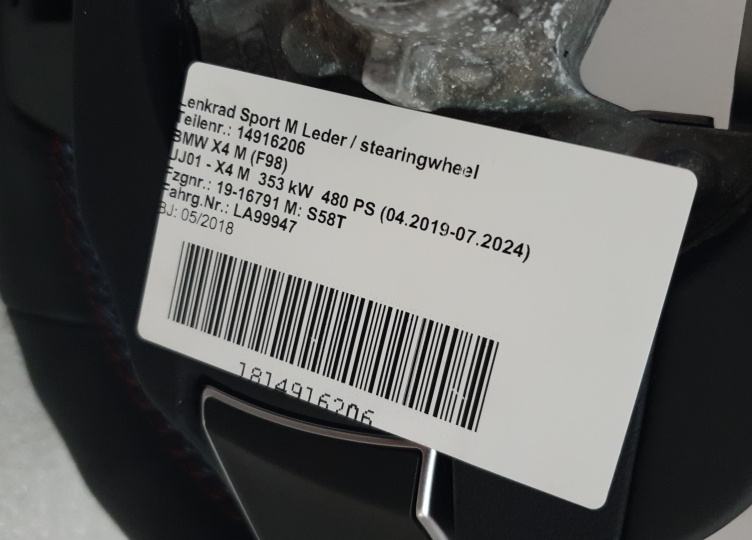 Lenkrad Sport M Leder / stearingwheel
Teilenr.: 14916206
BMW X4 M (F98)
UJ01 - X4 M 353 kW 480 PS (04.2019-07.2024)
Fzgnr.: 19-16791 M: S58T
Fahrg.Nr.: LA99947
BJ: 05/2018
1814916206